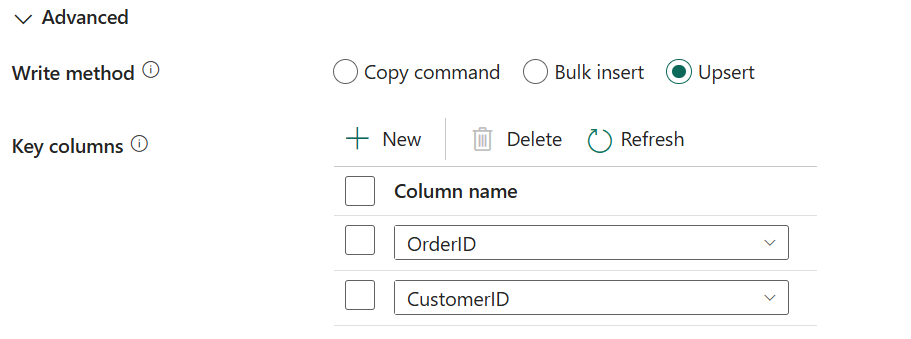 Advanced
Write method
Copy command Bulk insert Upsert
Key columns
New Delete Refresh
Column name
OrderID
CustomerID